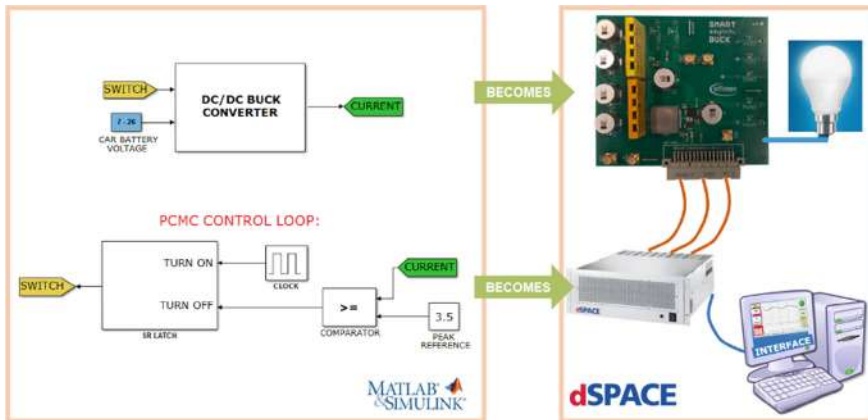 SWITCH
DC/DC BUCK
CONVERTER
CURRENT
7 - 26
CAR BATTERY
VOLTAGE
BECOMES
SMART
BUCK
PCMC CONTROL LOOP:
TURN ON
CLOCK
CURRENT
SWITCH
TURN OFF
>=
3.5
COMPARATOR
PEAK
REFERENCE
SR LATCH
BECOMES
dSPACE
INTERFACE
MATLAB
&SIMULINK
dSPACE